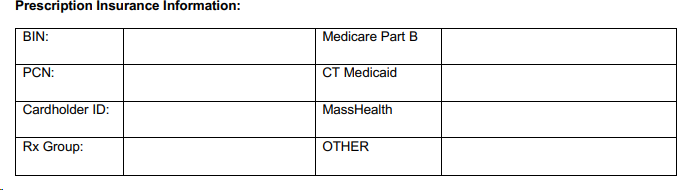 Prescription Insurance Information:
BIN: Medicare Part B
PCN: CT Medicaid
Cardholder ID: MassHealth
Rx Group: OTHER